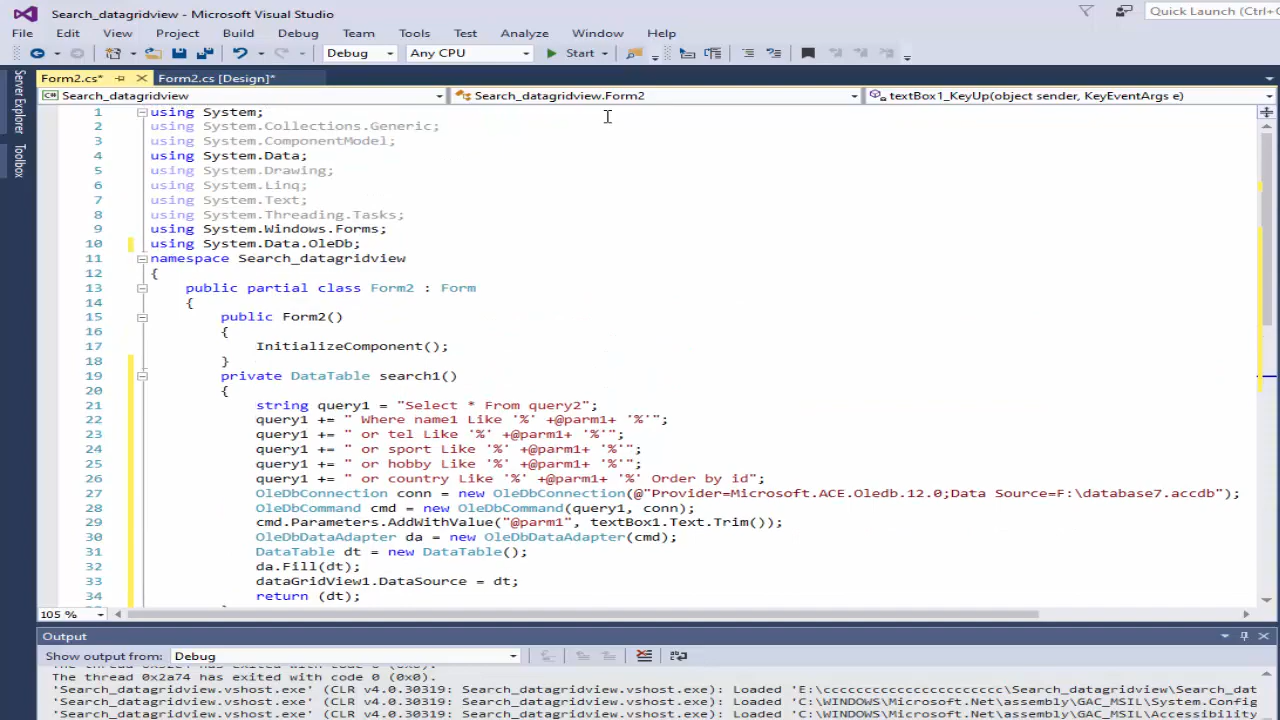 Search_datagridview - Microsoft Visual Studio
Quick Launch (Ctrl
File Edit View Project Build Debug Team Tools Test Analyze Window Help
Debug Any CPU Start
Form2.cs* Form2.cs [Design]*
Search_datagridview Search_datagridview.Form2 textBox1_KeyUp(object sender, KeyEventArgs e)
Server Explorer
Toolbox
1 using System;
2 using System.Collections.Generic;
3 using System.ComponentModel;
4 using System.Data;
5 using System.Drawing;
6 using System.Linq;
7 using System.Text;
8 using System.Threading.Tasks;
9 using System.Windows.Forms;
10 using System.Data.OleDb;
11 namespace Search_datagridview
12 {
13 public partial class Form2 : Form
14 {
15 public Form2()
16 {
17 InitializeComponent();
18 }
19 private DataTable search1()
20 {
21 string query1 = "Select * From query2";
22 query1 += " Where name1 Like '%' +@parm1+ '%'";
23 query1 += " or tel Like '%' +@parm1+ '%'";
24 query1 += " or sport Like '%' +@parm1+ '%'";
25 query1 += " or hobby Like '%' +@parm1+ '%'";
26 query1 += " or country Like '%' +@parm1+ '%' Order by id";
27 OleDbConnection conn = new OleDbConnection(@"Provider=Microsoft.ACE.Oledb.12.0;Data Source=F:\database7.accdb");
28 OleDbCommand cmd = new OleDbCommand(query1, conn);
29 cmd.Parameters.AddWithValue("@parm1", textBox1.Text.Trim());
30 OleDbDataAdapter da = new OleDbDataAdapter(cmd);
31 DataTable dt = new DataTable();
32 da.Fill(dt);
33 dataGridView1.DataSource = dt;
34 return (dt);
105 %
Output
Show output from: Debug
The thread 0x2a74 has exited with code 0 (0x0).
'Search_datagridview.vshost.exe' (CLR v4.0.30319: Search_datagridview.vshost.exe): Loaded 'E:\cccccccccccccccccccccc\Search_datagridview\Search_dat
'Search_datagridview.vshost.exe' (CLR v4.0.30319: Search_datagridview.vshost.exe): Loaded 'C:\WINDOWS\Microsoft.Net\assembly\GAC_MSIL\System.Config
'Search_datagridview.vshost.exe' (CLR v4.0.30319: Search_datagridview.vshost.exe): Loaded 'C:\WINDOWS\Microsoft.Net\assembly\GAC_MSIL\Accessibility